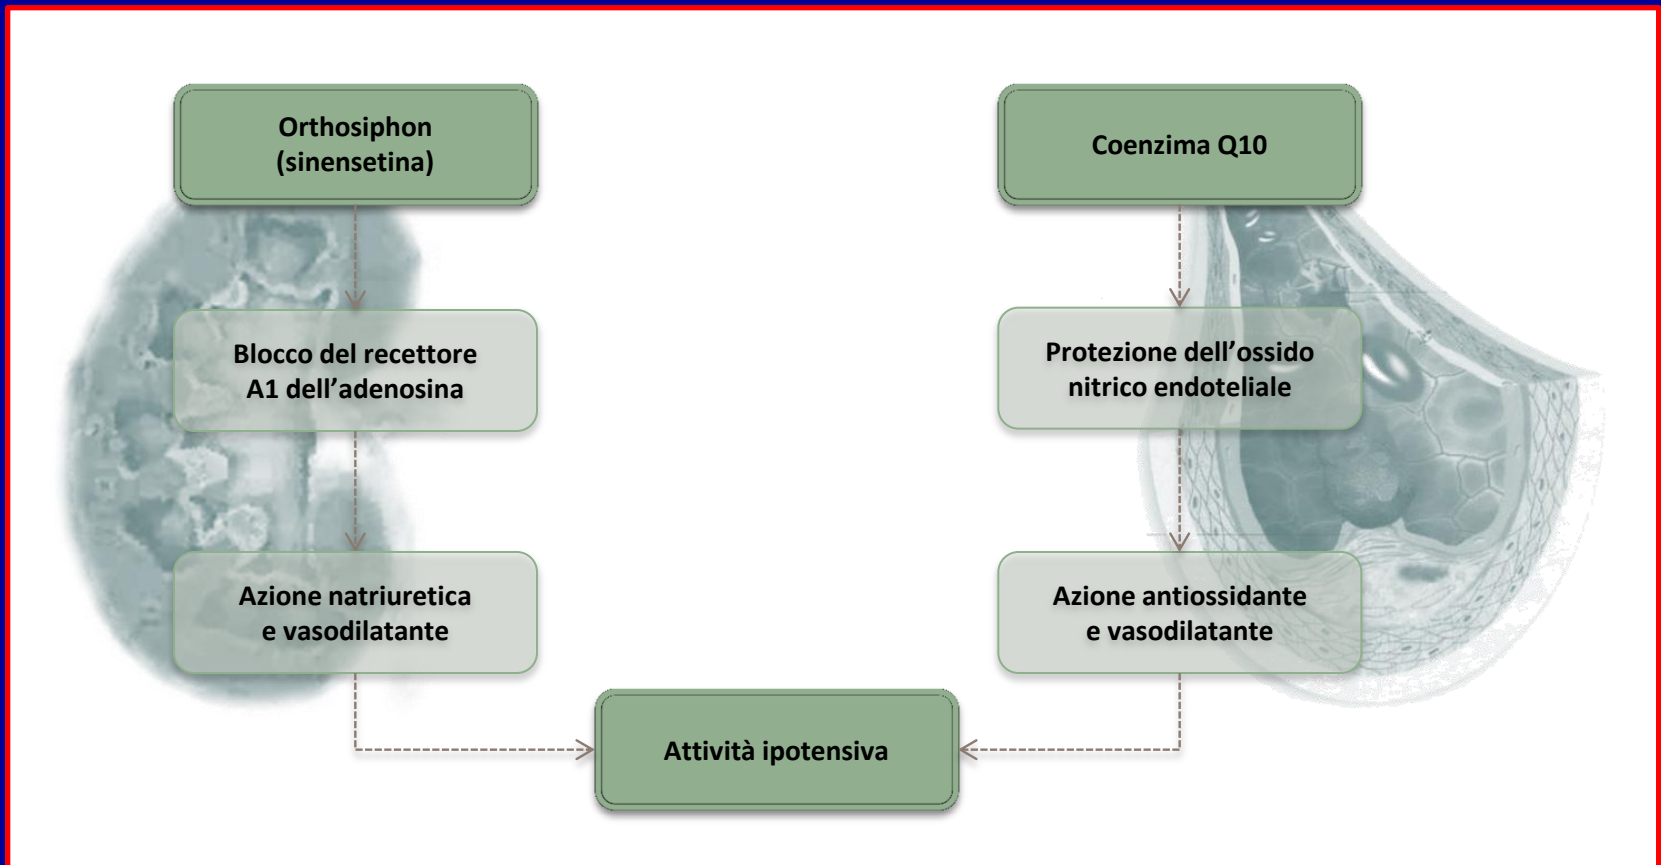 Orthosiphon
(sinensetina)
Coenzima Q10
Blocco del recettore
A1 dell’adenosina
Protezione dell’ossido
nitrico endoteliale
Azione natriuretica
e vasodilatante
Azione antiossidante
e vasodilatante
Attività ipotensiva